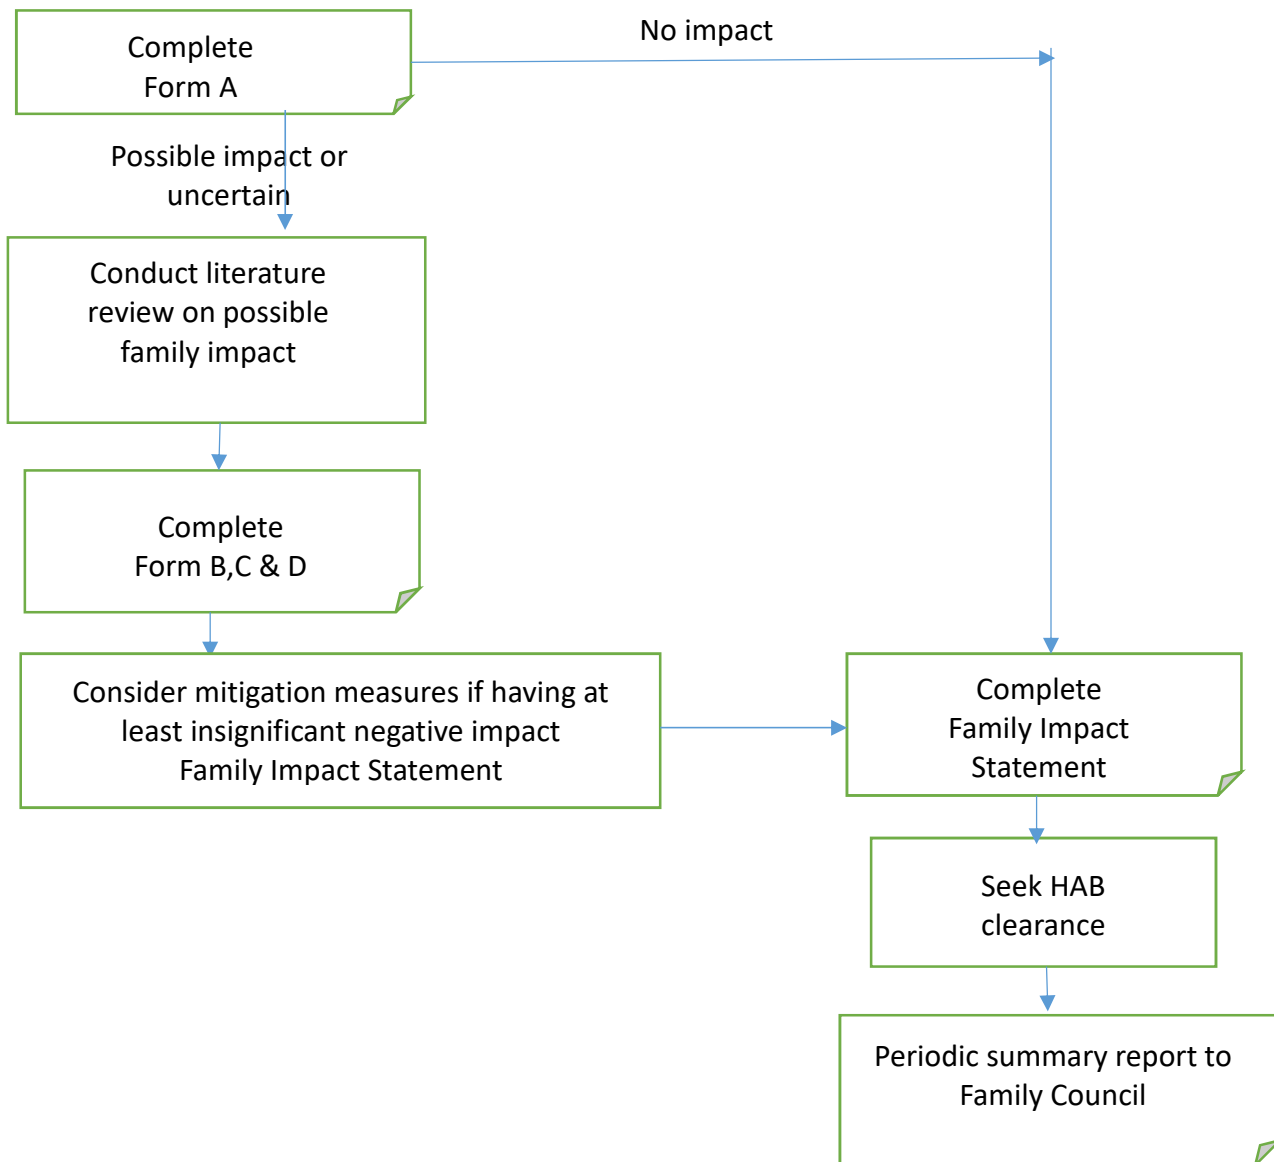 Complete
Form A
No impact
Possible impact or
uncertain
Conduct literature
review on possible
family impact
Complete
Form B,C & D
Consider mitigation measures if having at
least insignificant negative impact
Family Impact Statement
Complete
Family Impact
Statement
Seek HAB
clearance
Periodic summary report to
Family Council